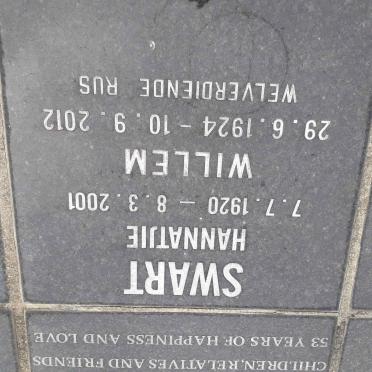 CHILDREN, RELATIVES AND FRIENDS
53 YEARS OF HAPPINESS AND LOVE
SWART
HANNATJIE
7.7.1920 – 8.3.2001
WILLEM
29.6.1924 – 10.9.2012
WELVERDIENDE RUS